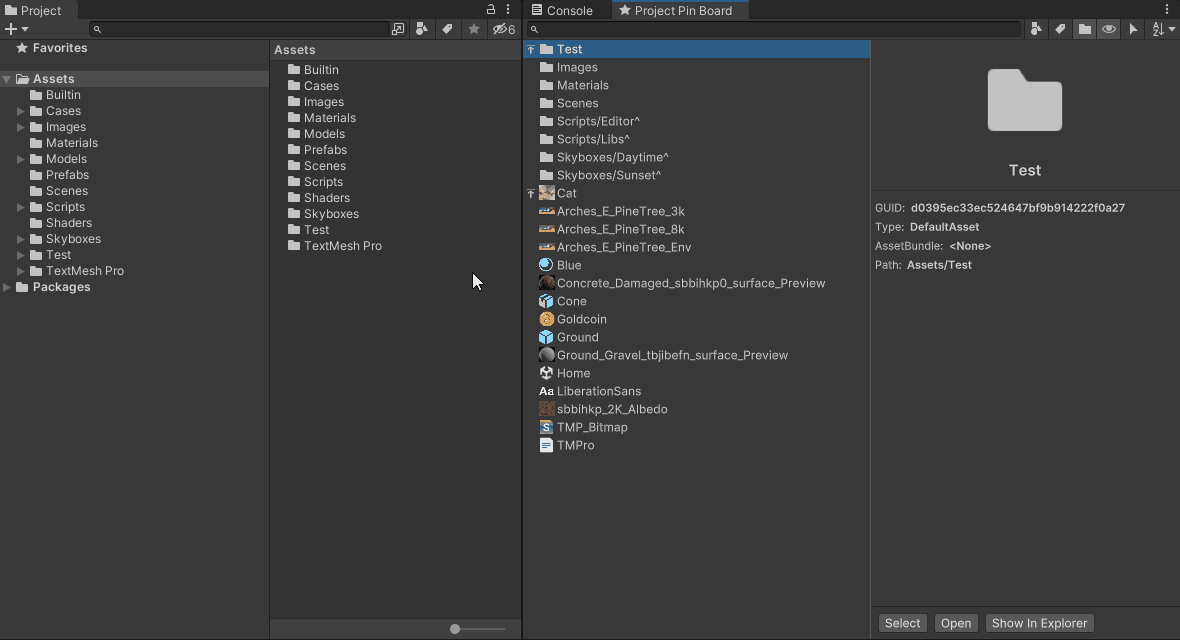 Project
6
Favorites
Assets
Builtin
Cases
Images
Materials
Models
Prefabs
Scenes
Scripts
Shaders
Skyboxes
Test
TextMesh Pro
Packages
Assets
Builtin
Cases
Images
Materials
Models
Prefabs
Scenes
Scripts
Shaders
Skyboxes
Test
TextMesh Pro
Console
Project Pin Board
Test
Images
Materials
Scenes
Scripts/Editor^
Scripts/Libs^
Skyboxes/Daytime^
Skyboxes/Sunset^
Cat
Arches_E_PineTree_3k
Arches_E_PineTree_8k
Arches_E_PineTree_Env
Blue
Concrete_Damaged_sbbihkp0_surface_Preview
Cone
Goldcoin
Ground
Ground_Gravel_tbjibefn_surface_Preview
Home
Aa LiberationSans
sbbihkp_2K_Albedo
S TMP_Bitmap
TMPro
Test
GUID: d0395ec33ec524647bf9b914222f0a27
Type: DefaultAsset
AssetBundle: <None>
Path: Assets/Test
Select
Open
Show In Explorer